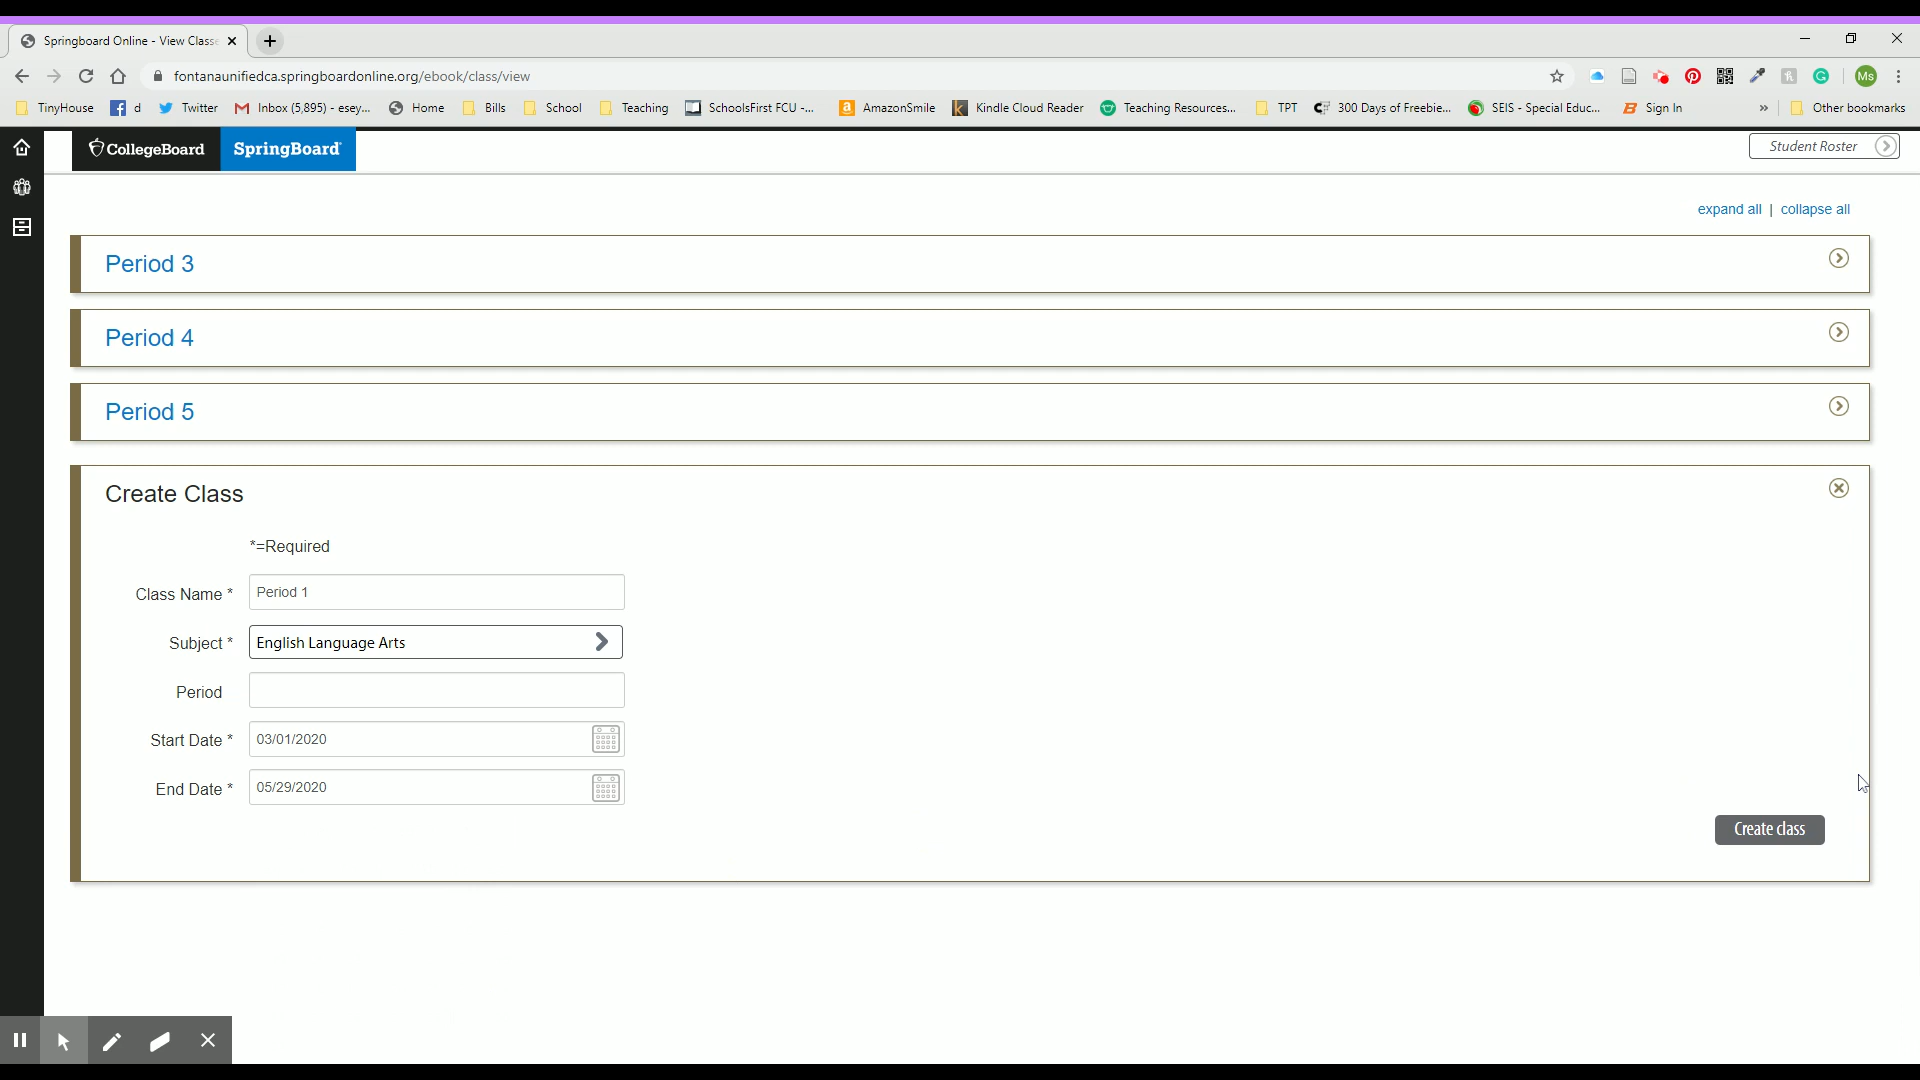 Springboard Online - View Classe
fontanaunifiedca.springboardonline.org/ebook/class/view
Ms
TinyHouse
d
Twitter
Inbox (5,895) - esey...
Home
Bills
School
Teaching
SchoolsFirst FCU -...
AmazonSmile
Kindle Cloud Reader
Teaching Resources...
TPT
300 Days of Freebie...
SEIS - Special Educ...
Sign In
»
Other bookmarks
CollegeBoard
SpringBoard
Student Roster
expand all | collapse all
Period 3
Period 4
Period 5
Create Class
*=Required
Class Name * Period 1
Subject * English Language Arts
Period
Start Date * 03/01/2020
End Date * 05/29/2020
Create class